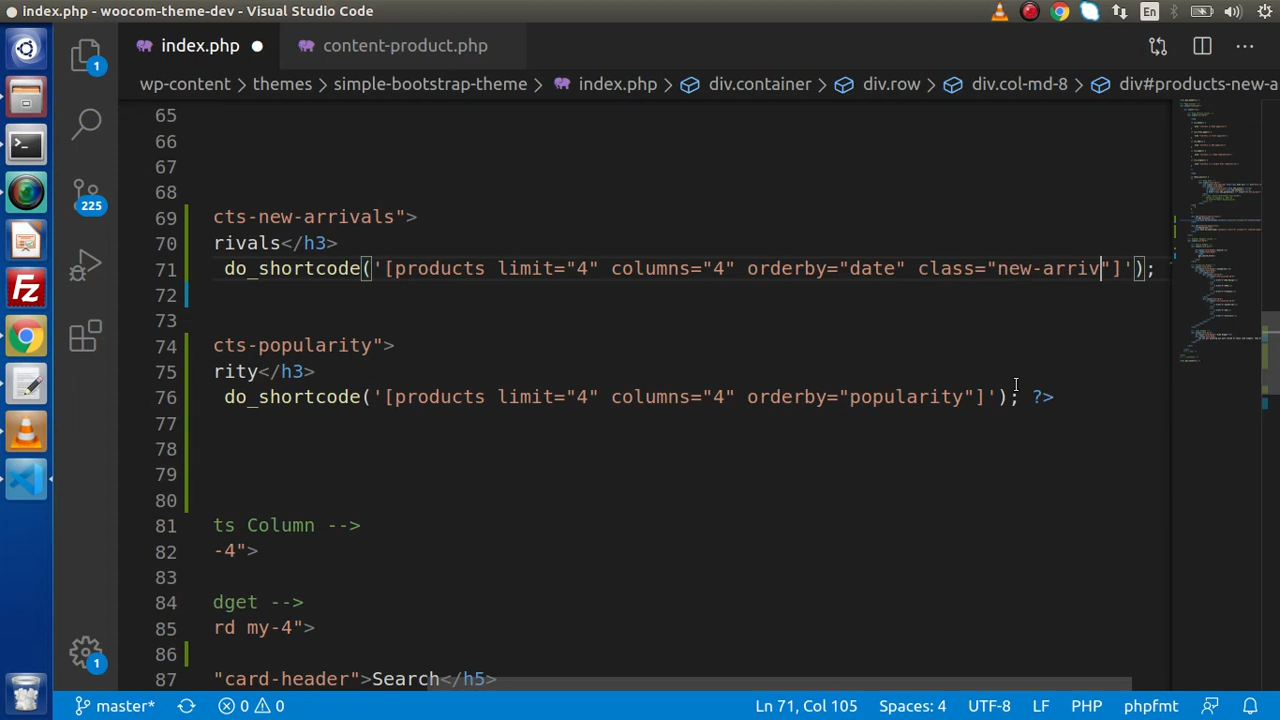 index.php - woocom-theme-dev - Visual Studio Code
En
index.php
content-product.php
1
wp-content
themes
simple-bootstrap-theme
index.php
div.container
div.row
div.col-md-8
div#products-new-a
65
66
67
68
69 cts-new-arrivals">
70 rivals</h3>
71 do_shortcode('[products limit="4" columns="4" orderby="date" class="new-arriv"]');
72
73
74 cts-popularity">
75 rity</h3>
76 do_shortcode('[products limit="4" columns="4" orderby="popularity"]'); ?>
77
78
79
80
81 ts Column -->
82 -4">
83
84 dget -->
85 rd my-4">
86
87 "card-header">Search</h5>
225
1
master*
0
0
Ln 71, Col 105
Spaces: 4
UTF-8
LF
PHP
phpfmt